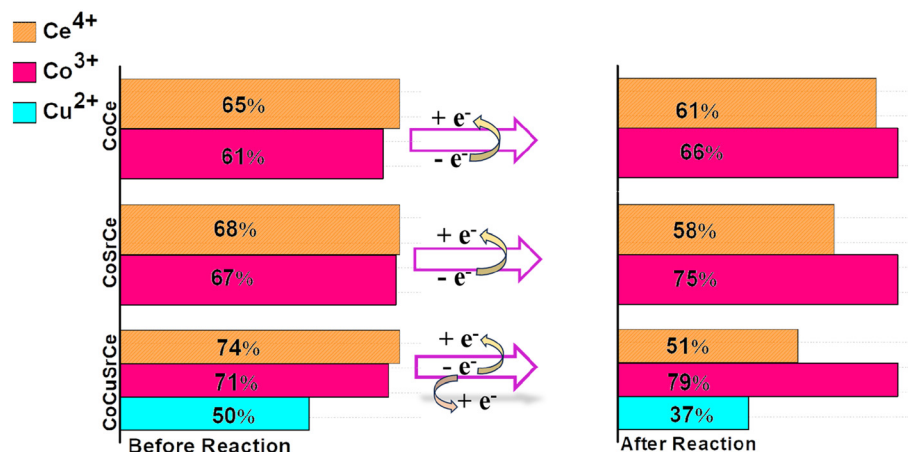 Ce4+
Co3+
Cu2+
CoCe
65%
61%
+ e-
- e-
61%
66%
CoSrCe
68%
67%
+ e-
- e-
58%
75%
CoCuSrCe
74%
71%
50%
+ e-
- e-
+ e-
51%
79%
37%
Before Reaction
After Reaction